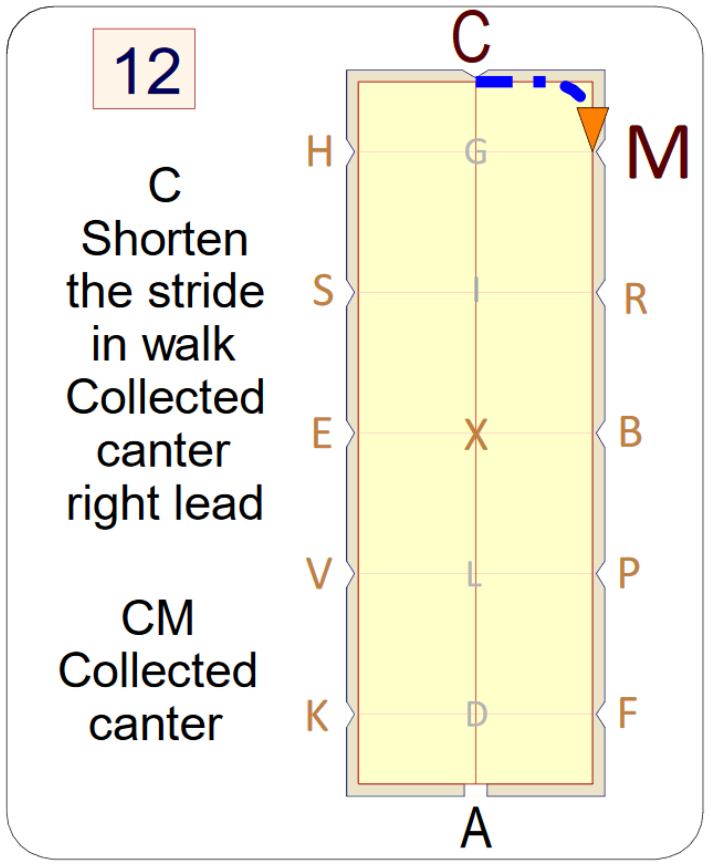 12
C
Shorten
the stride
in walk
Collected
canter
right lead
CM
Collected
canter
C
H G M
S I R
E X B
V L P
K D F
A